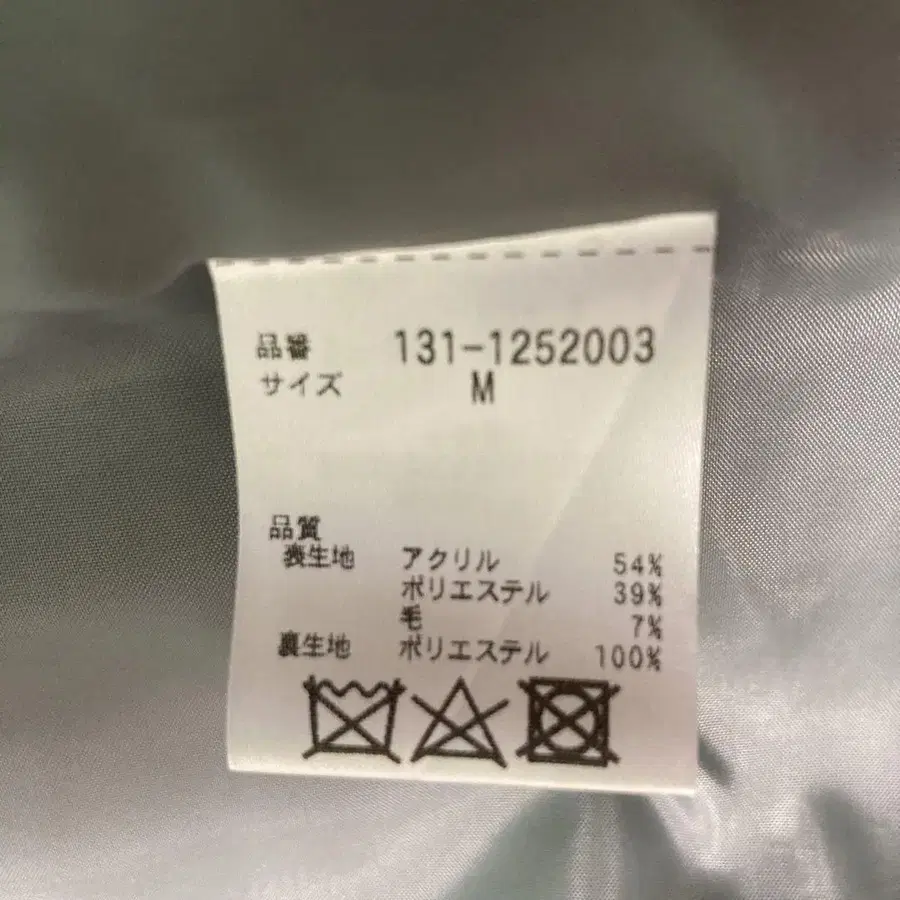 品番 131-1252003
サイズ M
品質
表生地 アクリル 54%
ポリエステル 39%
毛 7%
裏生地 ポリエステル 100%